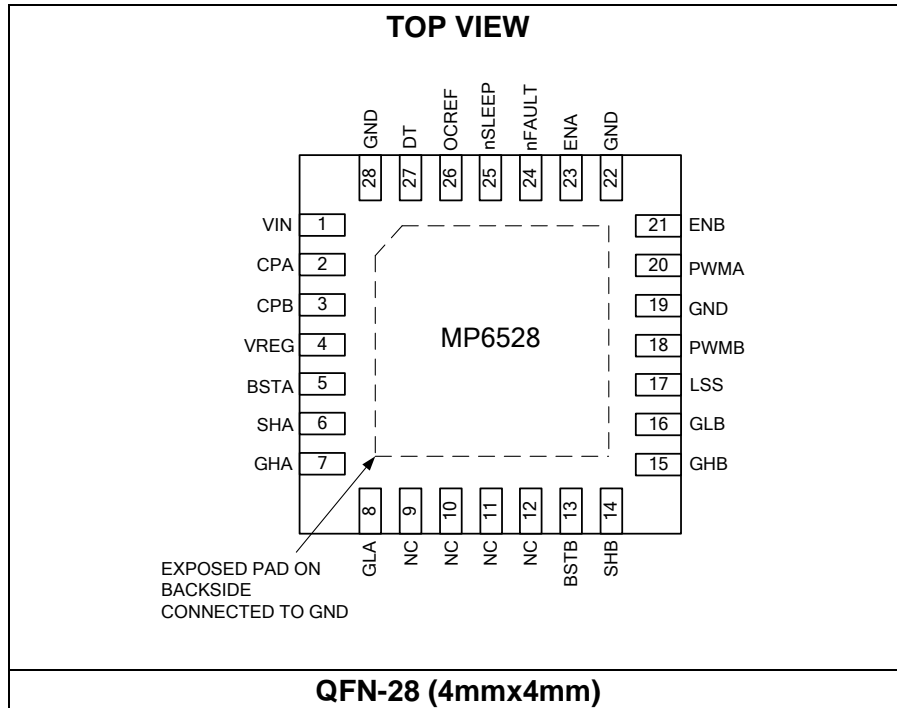 TOP VIEW
GND
DT
OCREF
nSLEEP
nFAULT
ENA
GND
28
27
26
25
24
23
22
VIN 1
CPA 2
CPB 3
VREG 4
BSTA 5
SHA 6
GHA 7
MP6528
21 ENB
20 PWMA
19 GND
18 PWMB
17 LSS
16 GLB
15 GHB
8
9
10
11
12
13
14
GLA
NC
NC
NC
NC
BSTB
SHB
EXPOSED PAD ON
BACKSIDE
CONNECTED TO GND
QFN-28 (4mmx4mm)